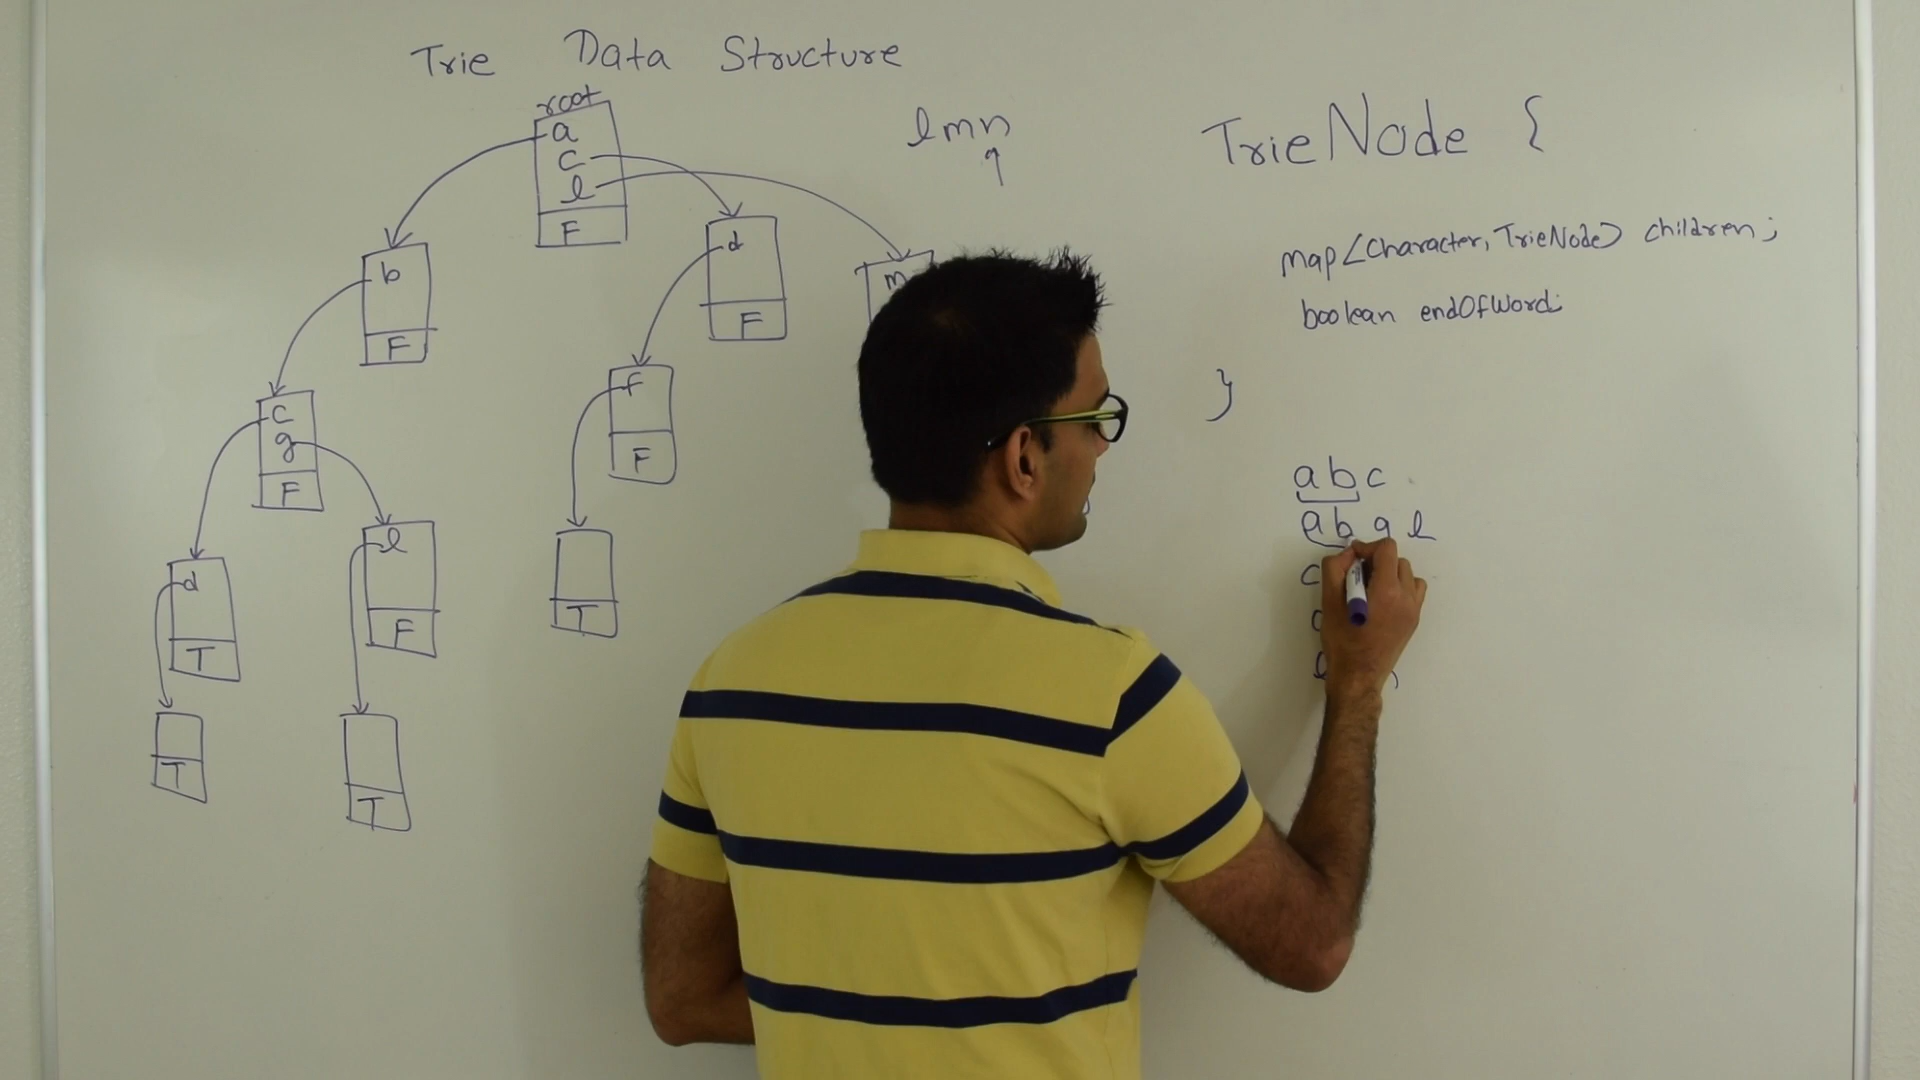 Trie Data Structure
root
a
c
l
F
lmn
b
F
d
F
m
c
g
F
f
F
d
T
l
F
T
T
T
TrieNode {
map<Character, TrieNode> children;
boolean endOfWord;
}
abc
abgl
c
l